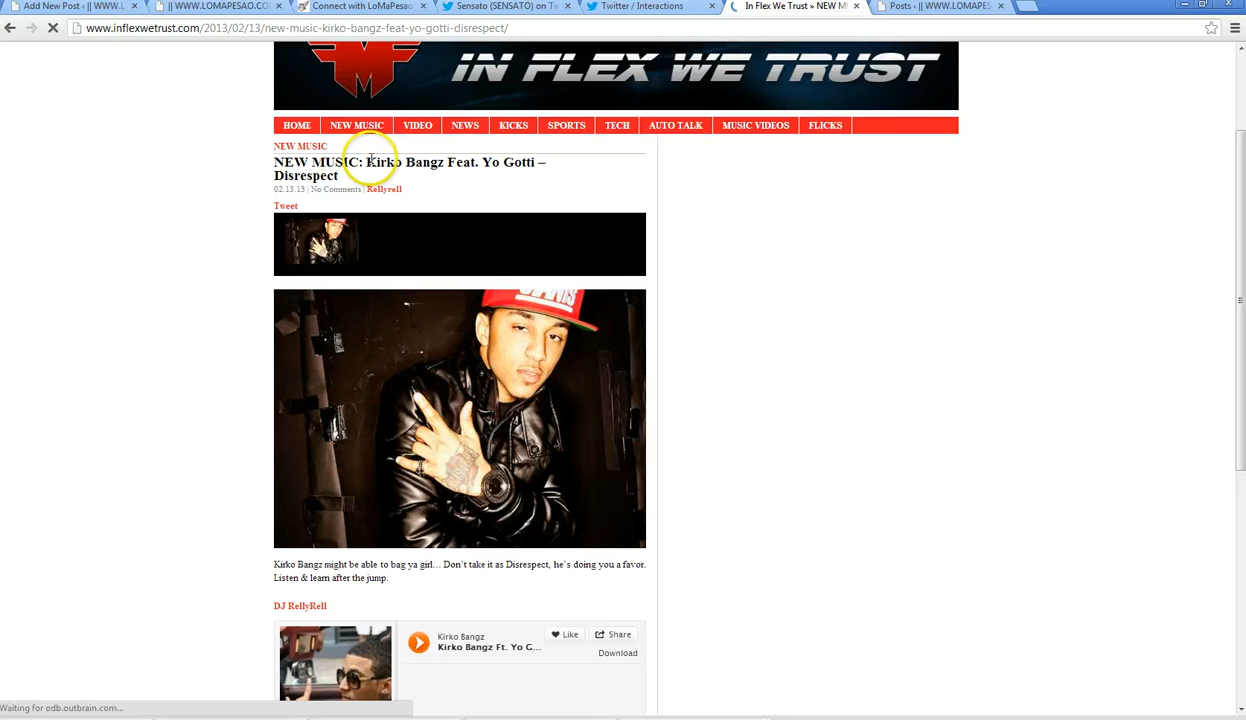 Add New Post ‹ || WWW.L
|| WWW.LOMAPESAO.CO
Connect with LoMaPesao
Sensato (SENSATO) on Tw
Twitter / Interactions
In Flex We Trust » NEW M
Posts ‹ || WWW.LOMAPES
www.inflexwetrust.com/2013/02/13/new-music-kirko-bangz-feat-yo-gotti-disrespect/
IN FLEX WE TRUST
HOME NEW MUSIC VIDEO NEWS KICKS SPORTS TECH AUTO TALK MUSIC VIDEOS FLICKS
NEW MUSIC
NEW MUSIC: Kirko Bangz Feat. Yo Gotti –
Disrespect
02.13.13 | No Comments | Rellyrell
Tweet
Kirko Bangz might be able to bag ya girl… Don't take it as Disrespect, he's doing you a favor.
Listen & learn after the jump.
DJ RellyRell
Kirko Bangz
Like
Share
Kirko Bangz Ft. Yo G...
Download
Waiting for odb.outbrain.com...